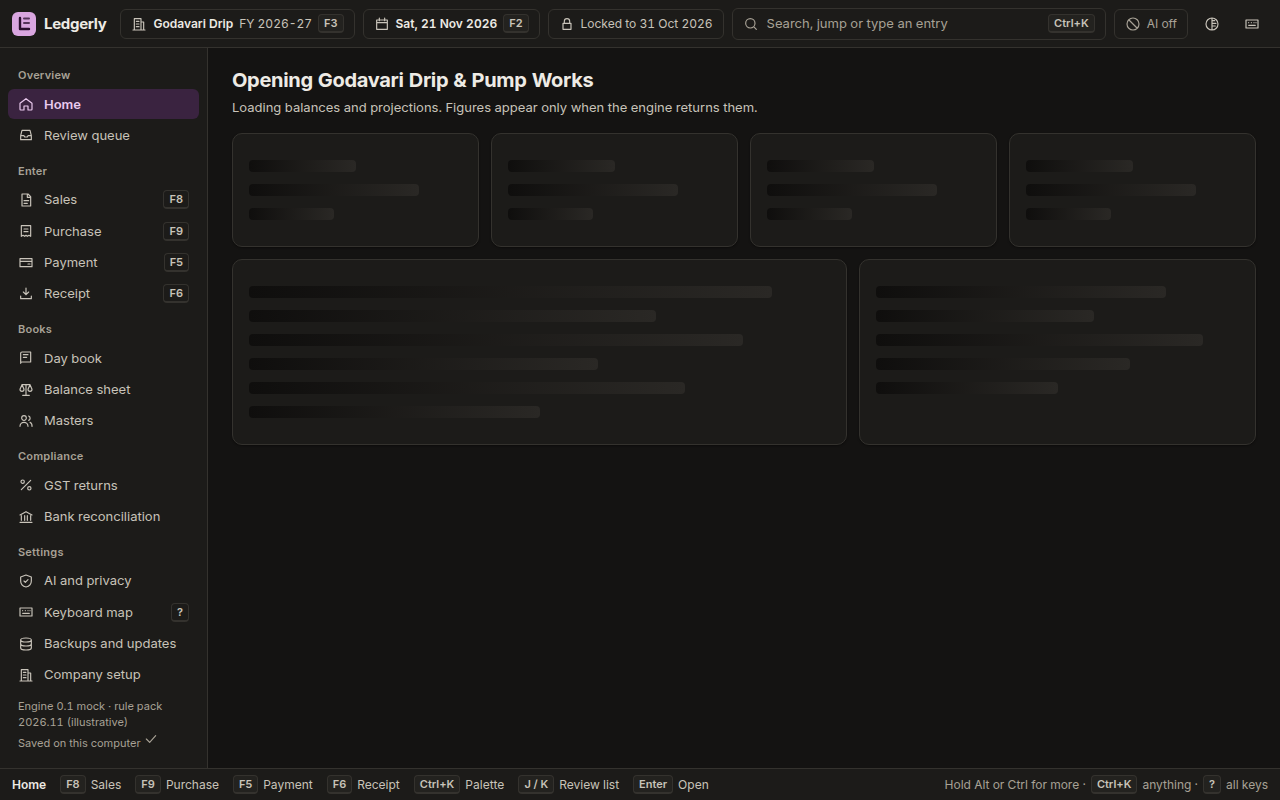 Ledgerly
Godavari Drip FY 2026-27 F3
Sat, 21 Nov 2026 F2
Locked to 31 Oct 2026
Search, jump or type an entry Ctrl+K
AI off
Overview
Home
Review queue
Enter
Sales F8
Purchase F9
Payment F5
Receipt F6
Books
Day book
Balance sheet
Masters
Compliance
GST returns
Bank reconciliation
Settings
AI and privacy
Keyboard map ?
Backups and updates
Company setup
Engine 0.1 mock · rule pack
2026.11 (illustrative)
Saved on this computer
Opening Godavari Drip & Pump Works
Loading balances and projections. Figures appear only when the engine returns them.
Home F8 Sales F9 Purchase F5 Payment F6 Receipt Ctrl+K Palette J / K Review list Enter Open
Hold Alt or Ctrl for more · Ctrl+K anything · ? all keys